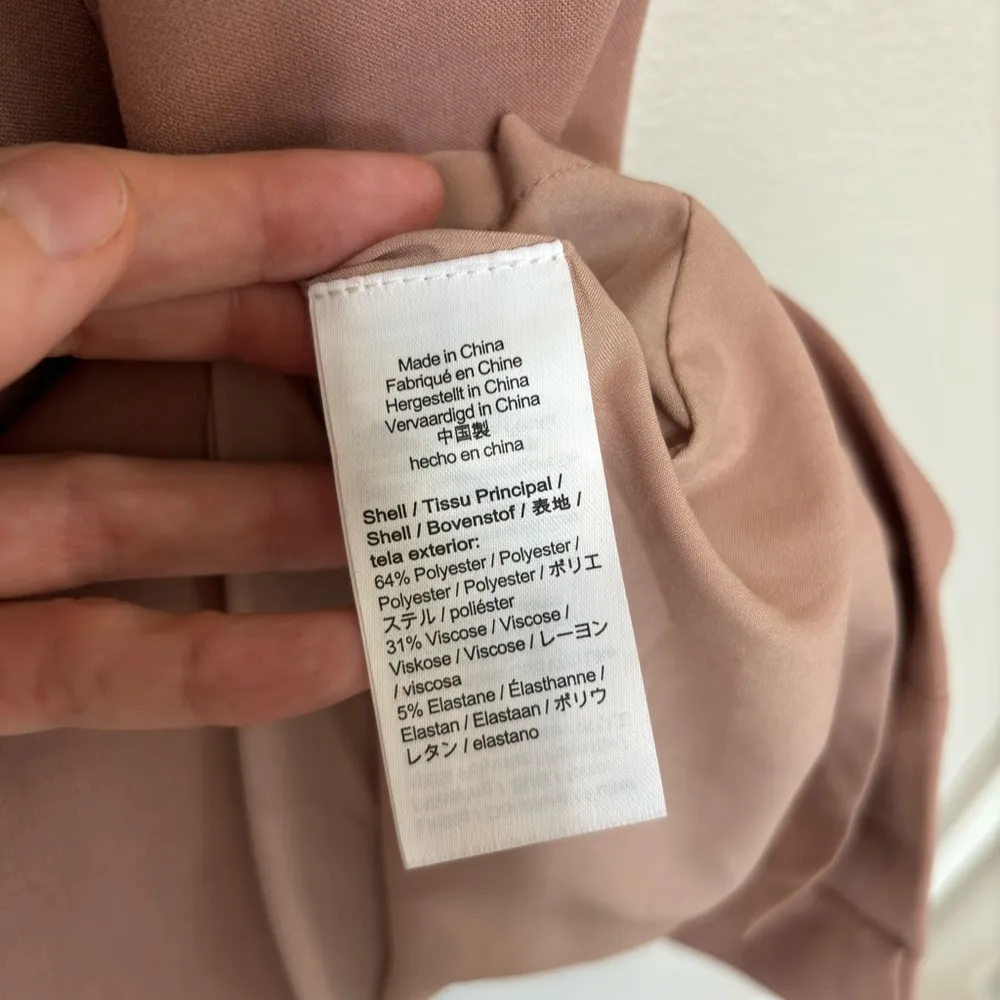 Made in China
Fabriqué en Chine
Hergestellt in China
Vervaardigd in China
中国製
hecho en china
Shell / Tissu Principal /
Shell / Bovenstof / 表地 /
tela exterior:
64% Polyester / Polyester /
Polyester / Polyester / ポリエ
ステル / poliéster
31% Viscose / Viscose /
Viskose / Viscose / レーヨン
/ viscosa
5% Elastane / Élasthanne /
Elastan / Elastaan / ポリウ
レタン / elastano